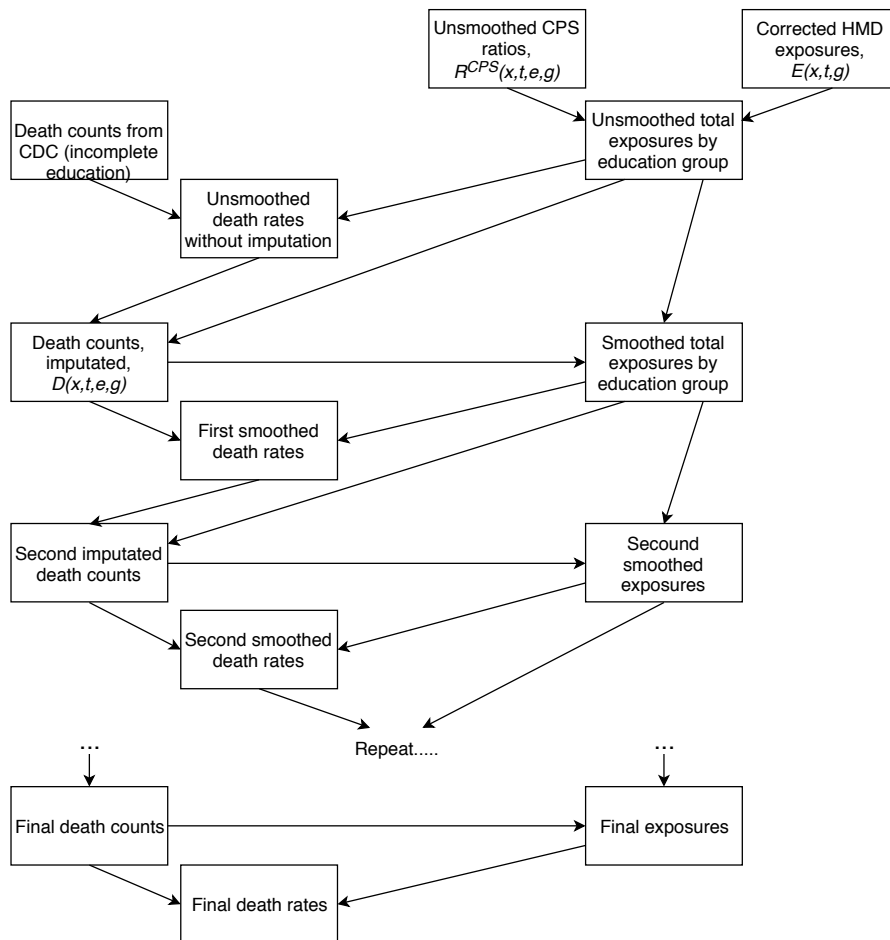 Unsmoothed CPS
ratios,
R^CPS(x,t,e,g)
Corrected HMD
exposures,
E(x,t,g)
Death counts from
CDC (incomplete
education)
Unsmoothed total
exposures by
education group
Unsmoothed
death rates
without imputation
Death counts,
imputated,
D(x,t,e,g)
Smoothed total
exposures by
education group
First smoothed
death rates
Second imputated
death counts
Secound
smoothed
exposures
Second smoothed
death rates
Repeat.....
...
...
Final death counts
Final exposures
Final death rates